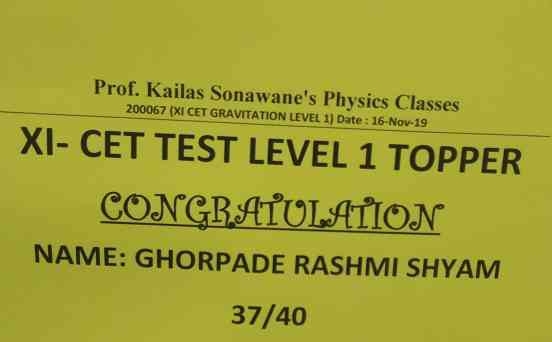 Prof. Kailas Sonawane's Physics Classes
200067 (XI CET GRAVITATION LEVEL 1) Date : 16-Nov-19
XI- CET TEST LEVEL 1 TOPPER
CONGRATULATION
NAME: GHORPADE RASHMI SHYAM
37/40